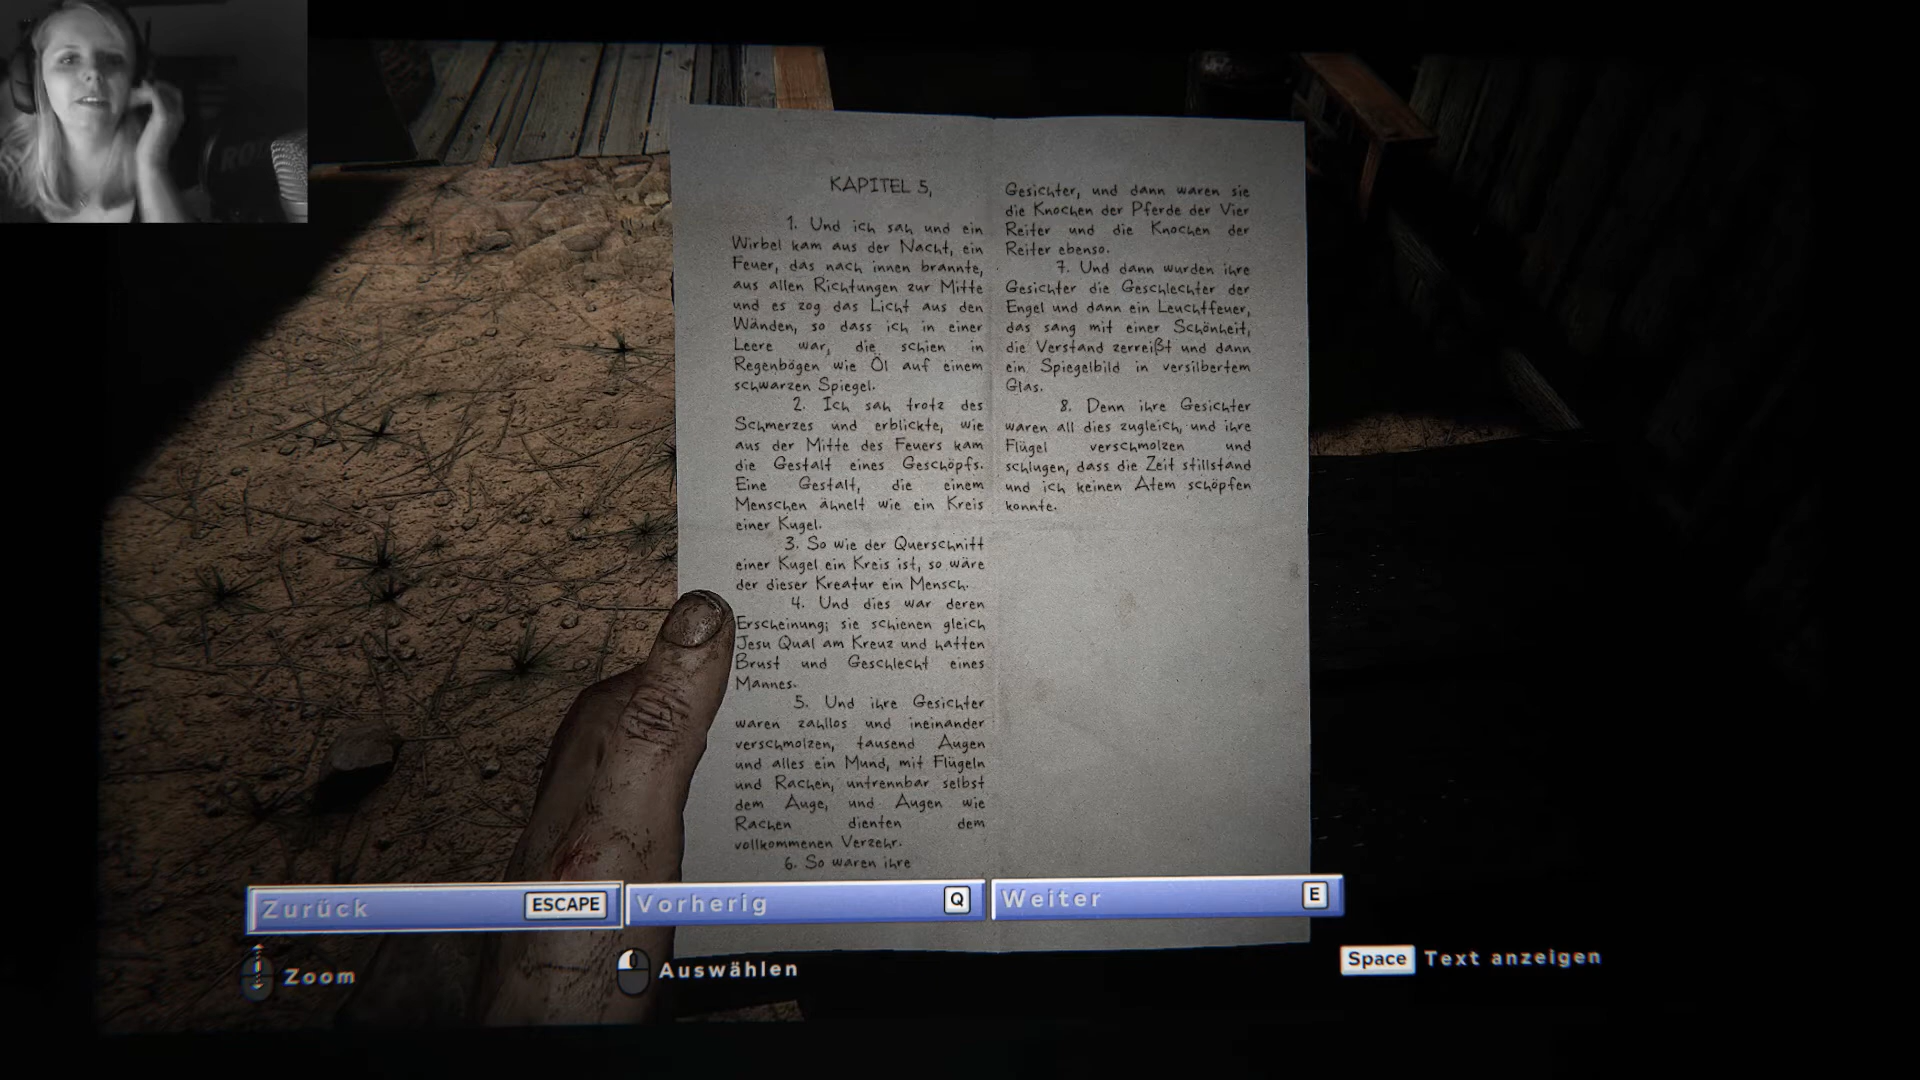 KAPITEL 5,
1. Und ich sah und ein
Wirbel kam aus der Nacht, ein
Feuer, das nach innen brannte,
aus allen Richtungen zur Mitte
und es zog das Licht aus den
Wänden, so dass ich in einer
Leere war, die schien in
Regenbögen wie Öl auf einem
schwarzen Spiegel.
2. Ich sah trotz des
Schmerzes und erblickte, wie
aus der Mitte des Feuers kam
die Gestalt eines Geschöpfs.
Eine Gestalt, die einem
Menschen ähnelt wie ein Kreis
einer Kugel.
3. So wie der Querschnitt
einer Kugel ein Kreis ist, so wäre
der dieser Kreatur ein Mensch.
4. Und dies war deren
Erscheinung; sie schienen gleich
Jesu Qual am Kreuz und hatten
Brust und Geschlecht eines
Mannes.
5. Und ihre Gesichter
waren zahllos und ineinander
verschmolzen, tausend Augen
und alles ein Mund, mit Flügeln
und Rachen, untrennbar selbst
dem Auge, und Augen wie
Rachen dienten dem
vollkommenen Verzehr.
6. So waren ihre
Gesichter, und dann waren sie
die Knochen der Pferde der Vier
Reiter und die Knochen der
Reiter ebenso.
7. Und dann wurden ihre
Gesichter die Geschlechter der
Engel und dann ein Leuchtfeuer,
das sang mit einer Schönheit,
die Verstand zerreißt und dann
ein Spiegelbild in versilbertem
Glas.
8. Denn ihre Gesichter
waren all dies zugleich, und ihre
Flügel verschmolzen und
schlugen, dass die Zeit stillstand
und ich keinen Atem schöpfen
konnte.
Zurück ESCAPE
Vorherig Q
Weiter E
Zoom
Auswählen
Space Text anzeigen